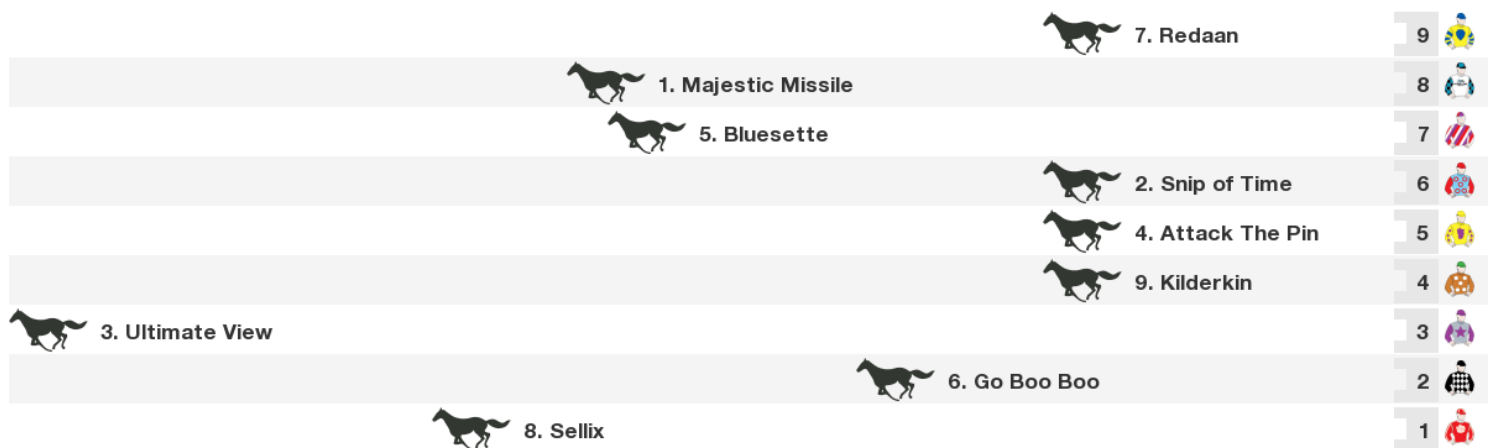 7. Redaan 9
1. Majestic Missile 8
5. Bluesette 7
2. Snip of Time 6
4. Attack The Pin 5
9. Kilderkin 4
3. Ultimate View 3
6. Go Boo Boo 2
8. Sellix 1